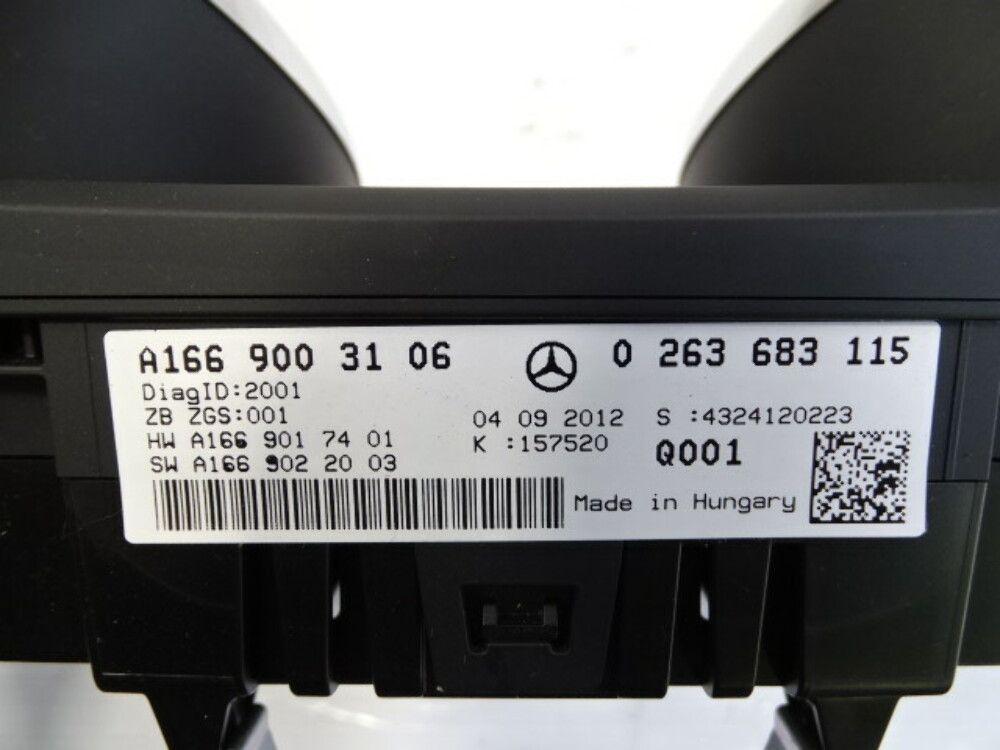 A166 900 31 06 0 263 683 115
DiagID:2001
ZB ZGS:001 04 09 2012 S :4324120223
HW A166 901 74 01 K :157520 Q001
SW A166 902 20 03
Made in Hungary